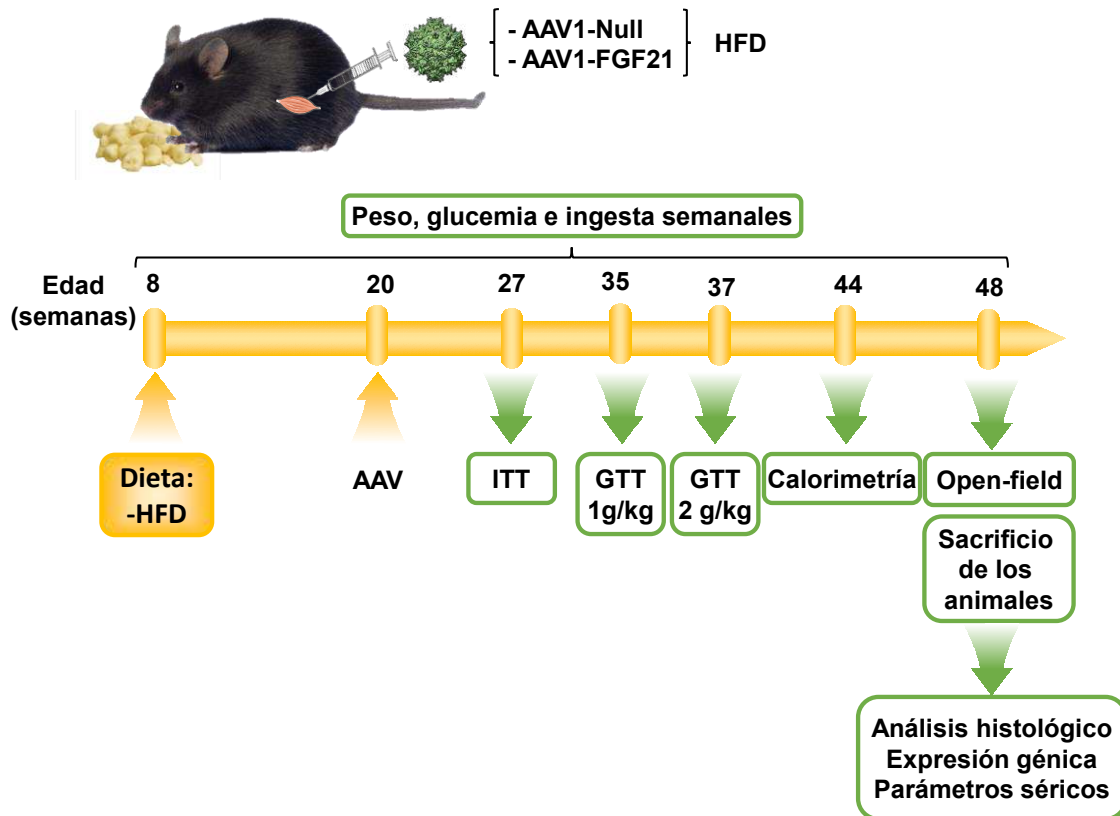 - AAV1-Null
- AAV1-FGF21
HFD
Peso, glucemia e ingesta semanales
Edad
(semanas)
8
20
27
35
37
44
48
Dieta:
-HFD
AAV
ITT
GTT
1g/kg
GTT
2 g/kg
Calorimetría
Open-field
Sacrificio
de los
animales
Análisis histológico
Expresión génica
Parámetros séricos